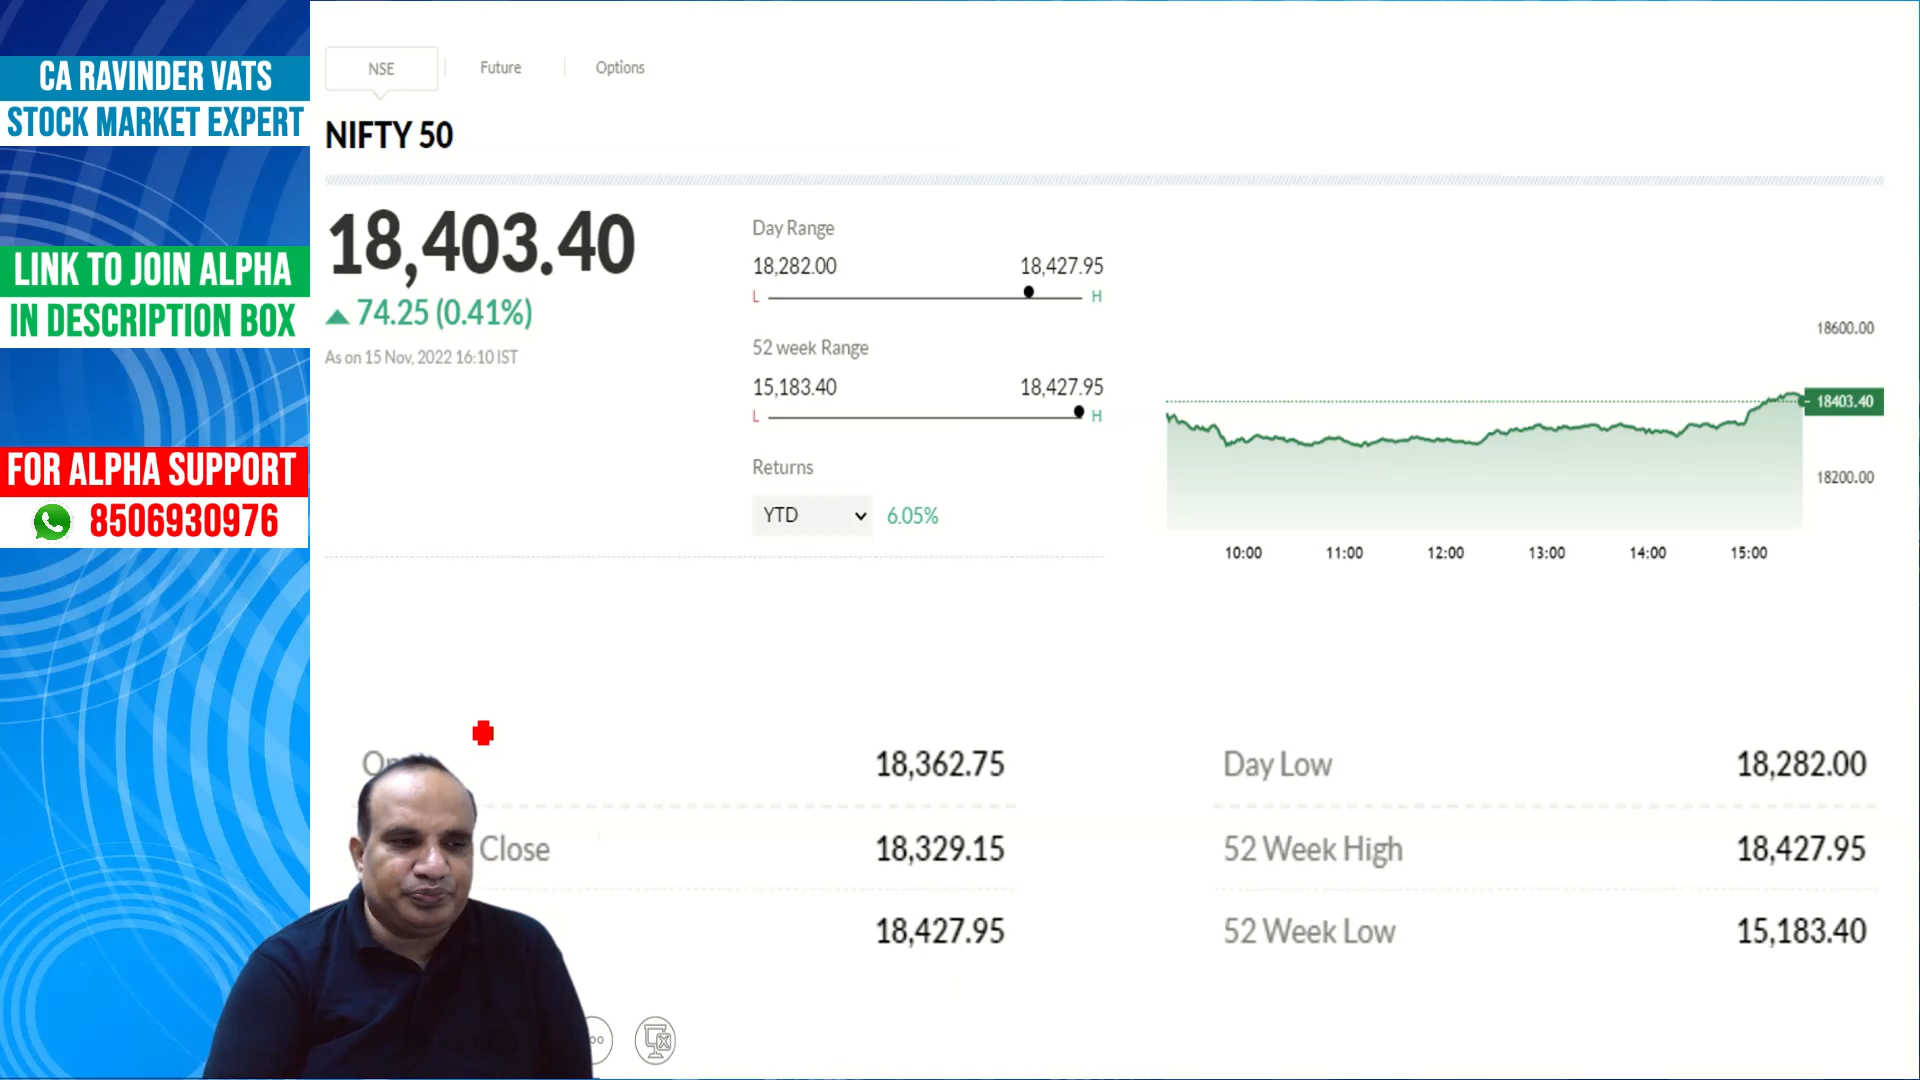 CA RAVINDER VATS
STOCK MARKET EXPERT
LINK TO JOIN ALPHA
IN DESCRIPTION BOX
FOR ALPHA SUPPORT
8506930976
NSE
Future
Options
NIFTY 50
18,403.40
74.25 (0.41%)
As on 15 Nov, 2022 16:10 IST
Day Range
18,282.00 18,427.95
L H
52 week Range
15,183.40 18,427.95
L H
Returns
YTD 6.05%
18600.00
18403.40
18200.00
10:00 11:00 12:00 13:00 14:00 15:00
18,362.75
Close 18,329.15
18,427.95
Day Low 18,282.00
52 Week High 18,427.95
52 Week Low 15,183.40